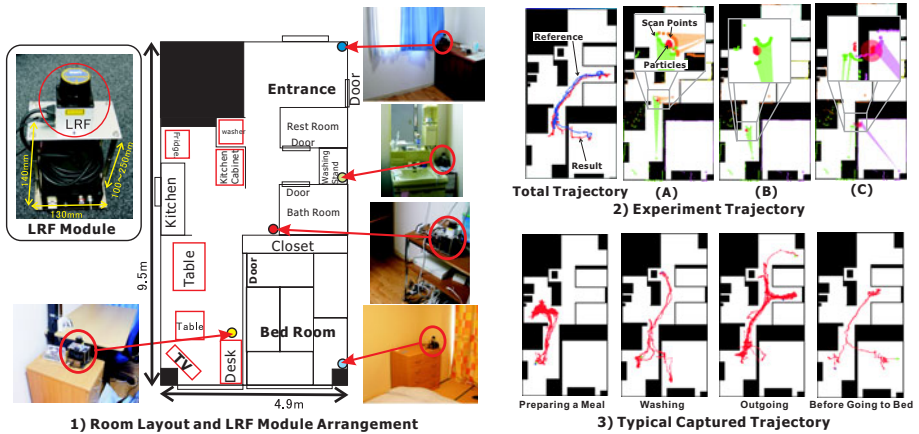 LRF
140mm
100~250mm
130mm
LRF Module
9.5m
4.9m
Entrance
Door
Rest Room
Door
washer
Fridge
Kitchen
Cabinet
Washing
Stand
Kitchen
Door
Bath Room
Closet
Table
Door
Table
Bed Room
TV
Desk
1) Room Layout and LRF Module Arrangement
Scan Points
Reference
Particles
Result
Total Trajectory
(A)
(B)
(C)
2) Experiment Trajectory
Preparing a Meal
Washing
Outgoing
Before Going to Bed
3) Typical Captured Trajectory